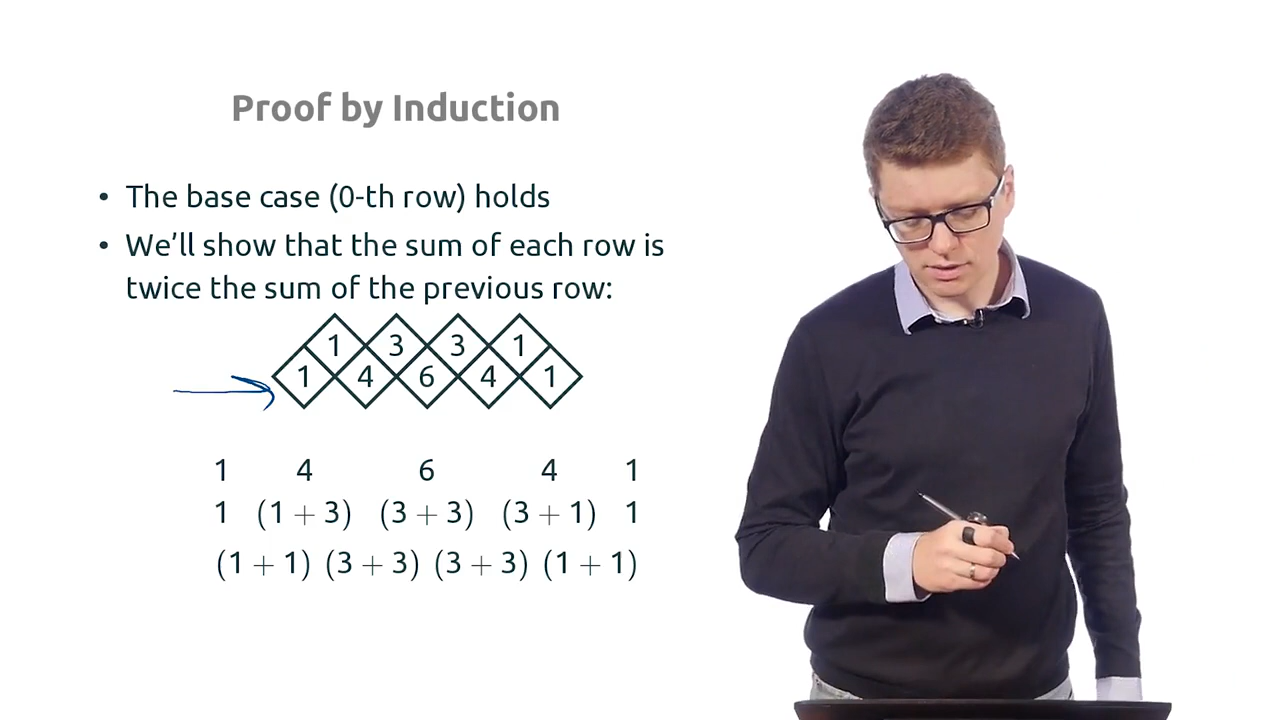 Proof by Induction
• The base case (0-th row) holds
• We’ll show that the sum of each row is
twice the sum of the previous row:
1 3 3 1
1 4 6 4 1
1 4 6 4 1
1 (1 + 3) (3 + 3) (3 + 1) 1
(1 + 1) (3 + 3) (3 + 3) (1 + 1)